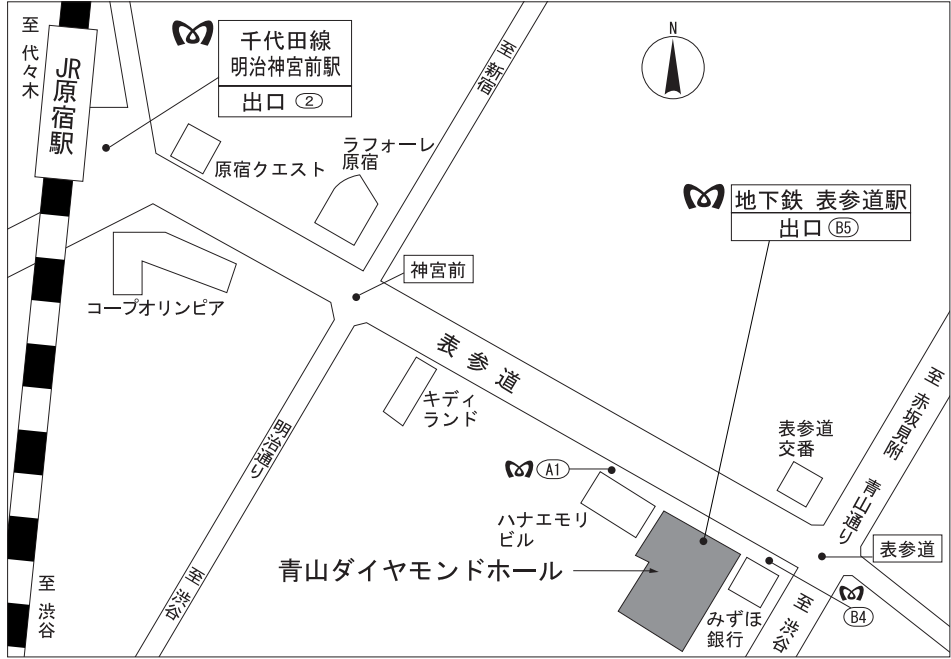 至 代々木
JR原宿駅
千代田線
明治神宮前駅
出口 ②
至 新宿
N
原宿クエスト
ラフォーレ
原宿
地下鉄 表参道駅
出口 B5
神宮前
コープオリンピア
表参道
キディ
ランド
明治通り
至 赤坂見附
表参道
交番
青山通り
A1
ハナエモリ
ビル
表参道
青山ダイヤモンドホール
至 渋谷
至 渋谷
みずほ
銀行
至 渋谷
B4